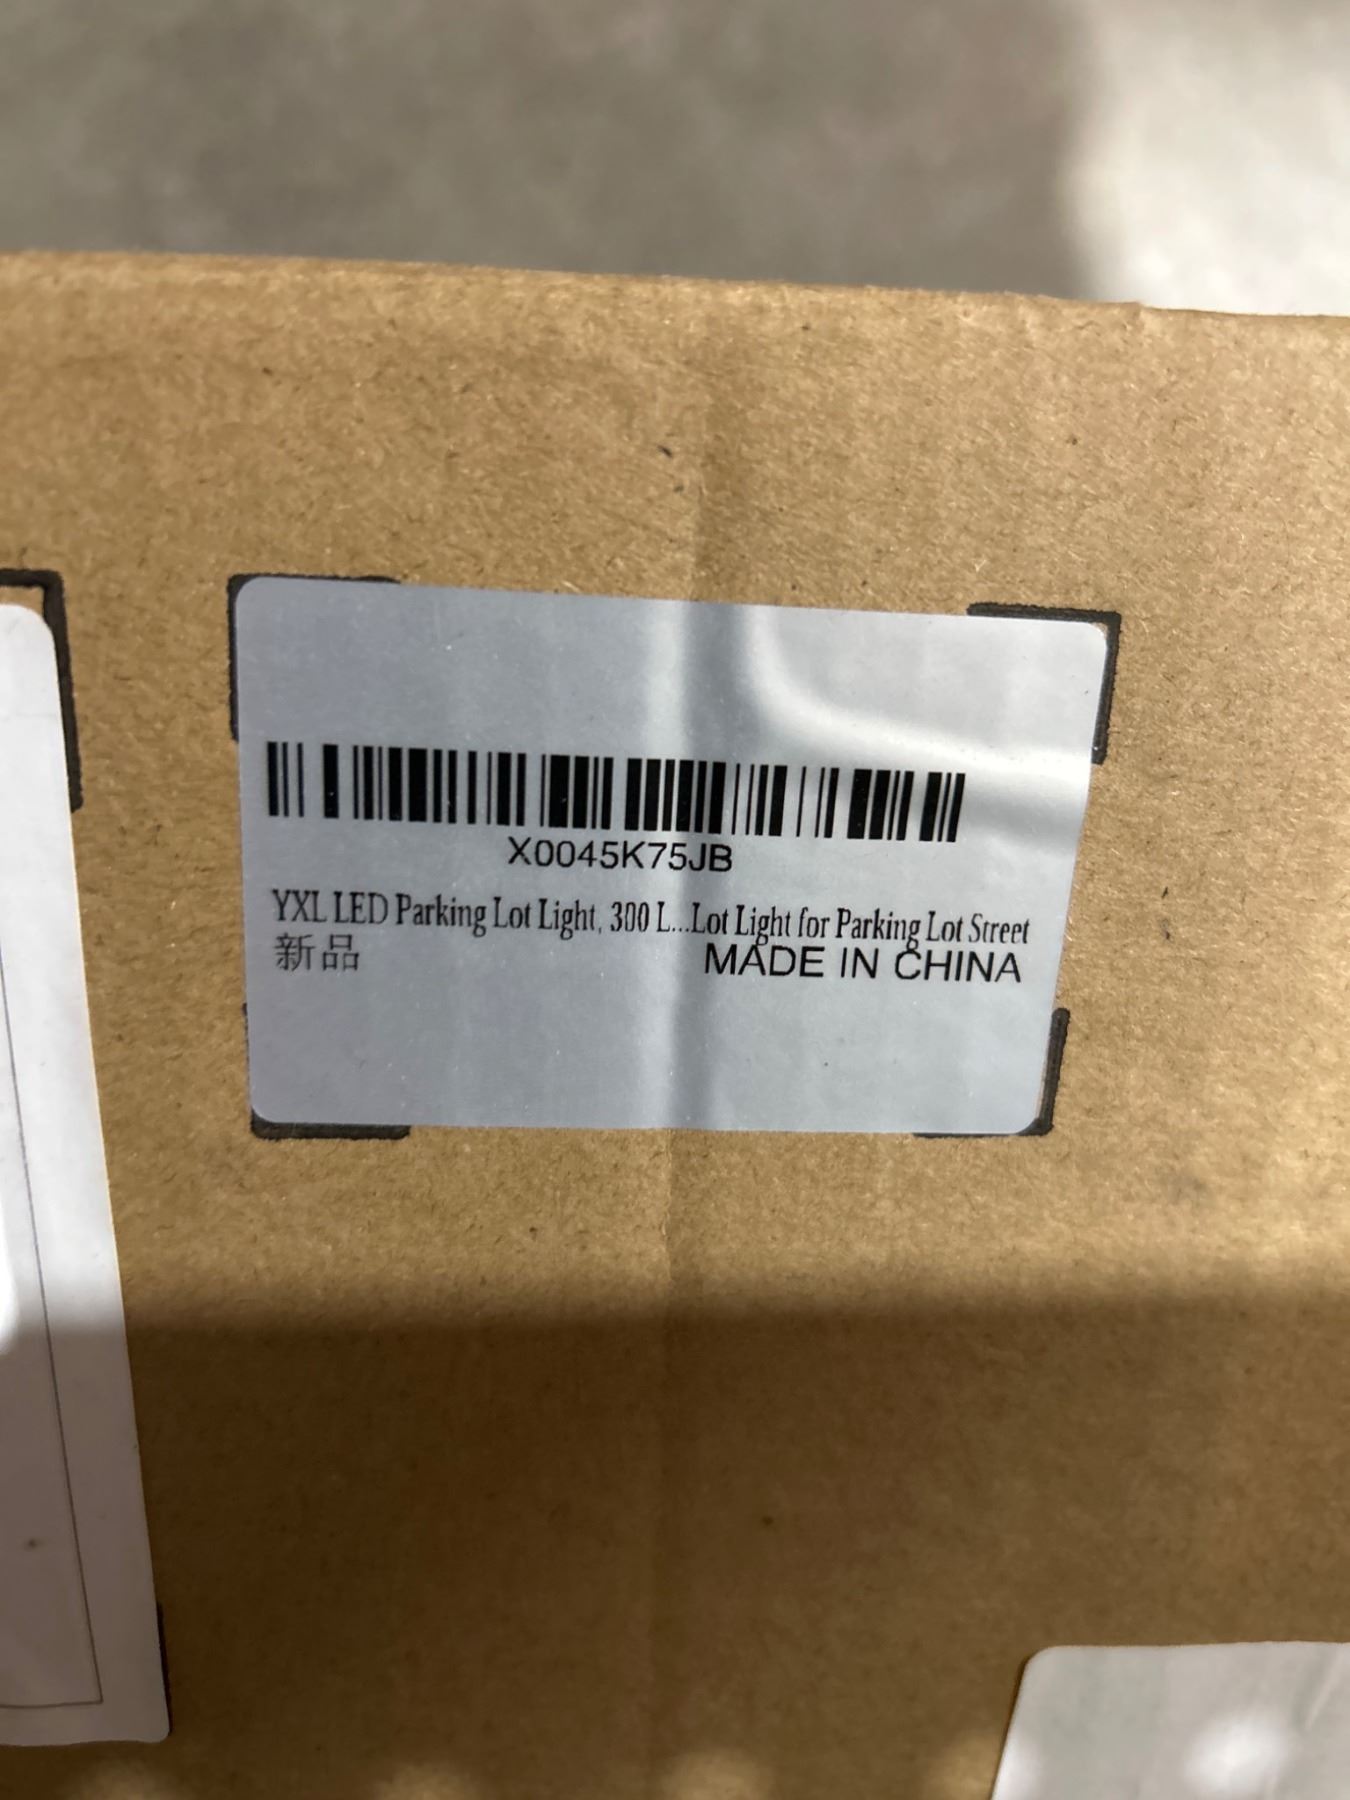 X0045K75JB
YXL LED Parking Lot Light, 300 L...Lot Light for Parking Lot Street
新品
MADE IN CHINA